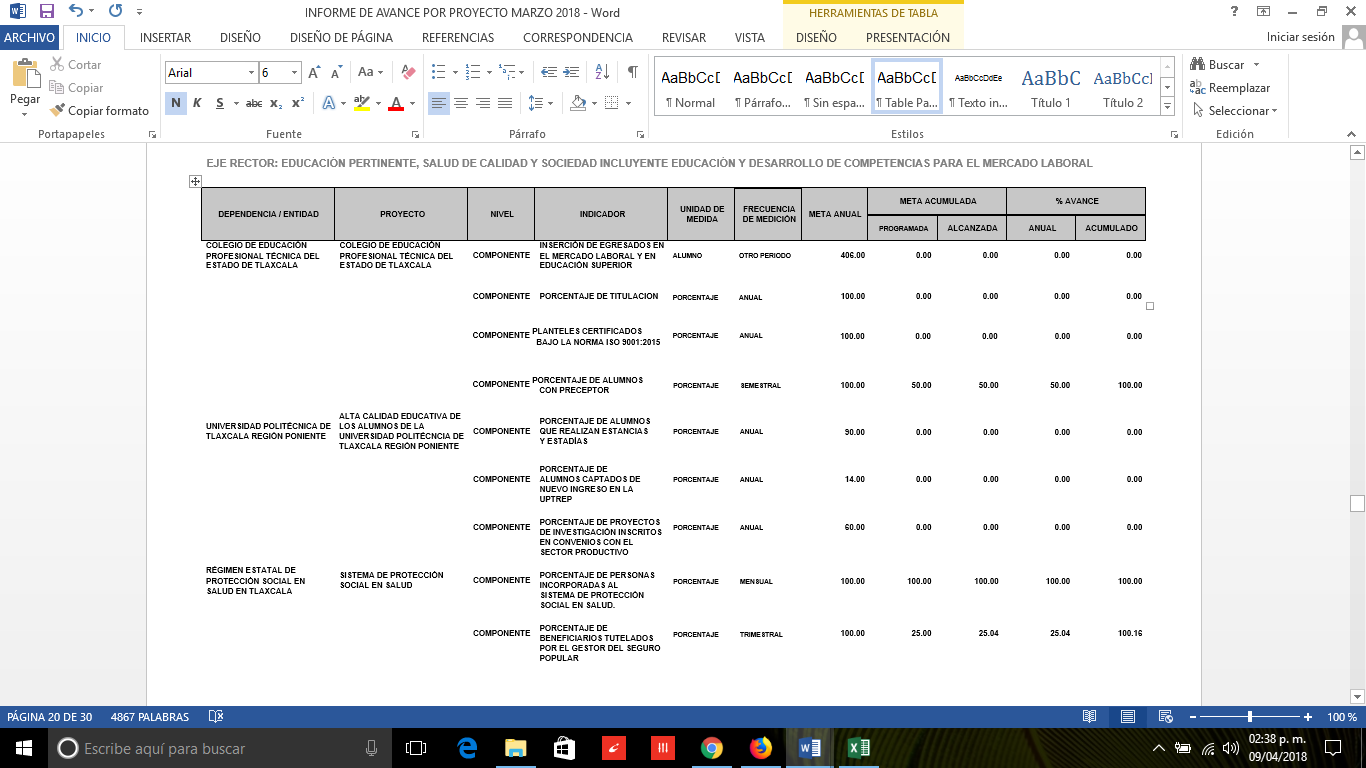 INFORME DE AVANCE POR PROYECTO MARZO 2018 - Word
HERRAMIENTAS DE TABLA
ARCHIVO INICIO INSERTAR DISEÑO DISEÑO DE PÁGINA REFERENCIAS CORRESPONDENCIA REVISAR VISTA DISEÑO PRESENTACIÓN Iniciar sesión
Pegar
Cortar
Copiar
Copiar formato
Portapapeles
Arial 6
N K S abc x₂ x²
Fuente
Párrafo
AaBbCcD AaBbCcD AaBbCcD AaBbCcD AaBbCcDdEe AaBbC AaBbCcD
¶ Normal ¶ Párrafo... ¶ Sin espa... ¶ Table Pa... ¶ Texto in... Título 1 Título 2
Estilos
Buscar
Reemplazar
Seleccionar
Edición
EJE RECTOR: EDUCACIÓN PERTINENTE, SALUD DE CALIDAD Y SOCIEDAD INCLUYENTE EDUCACIÓN Y DESARROLLO DE COMPETENCIAS PARA EL MERCADO LABORAL
DEPENDENCIA / ENTIDAD PROYECTO NIVEL INDICADOR UNIDAD DE MEDIDA FRECUENCIA DE MEDICIÓN META ANUAL META ACUMULADA % AVANCE
PROGRAMADA ALCANZADA ANUAL ACUMULADO
COLEGIO DE EDUCACIÓN COLEGIO DE EDUCACIÓN INSERCIÓN DE EGRESADOS EN
PROFESIONAL TÉCNICA DEL PROFESIONAL TÉCNICA DEL COMPONENTE EL MERCADO LABORAL Y EN ALUMNO OTRO PERIODO 406.00 0.00 0.00 0.00 0.00
ESTADO DE TLAXCALA ESTADO DE TLAXCALA EDUCACIÓN SUPERIOR
COMPONENTE PORCENTAJE DE TITULACION PORCENTAJE ANUAL 100.00 0.00 0.00 0.00 0.00
COMPONENTE PLANTELES CERTIFICADOS PORCENTAJE ANUAL 100.00 0.00 0.00 0.00 0.00
BAJO LA NORMA ISO 9001:2015
COMPONENTE PORCENTAJE DE ALUMNOS PORCENTAJE SEMESTRAL 100.00 50.00 50.00 50.00 100.00
CON PRECEPTOR
ALTA CALIDAD EDUCATIVA DE PORCENTAJE DE ALUMNOS
UNIVERSIDAD POLITÉCNICA DE LOS ALUMNOS DE LA COMPONENTE QUE REALIZAN ESTANCIAS PORCENTAJE ANUAL 90.00 0.00 0.00 0.00 0.00
TLAXCALA REGIÓN PONIENTE UNIVERSIDAD POLITÉCNCIA DE Y ESTADÍAS
TLAXCALA REGIÓN PONIENTE
PORCENTAJE DE
COMPONENTE ALUMNOS CAPTADOS DE PORCENTAJE ANUAL 14.00 0.00 0.00 0.00 0.00
NUEVO INGRESO EN LA
UPTREP
COMPONENTE PORCENTAJE DE PROYECTOS PORCENTAJE ANUAL 60.00 0.00 0.00 0.00 0.00
DE INVESTIGACIÓN INSCRITOS
EN CONVENIOS CON EL
SECTOR PRODUCTIVO
RÉGIMEN ESTATAL DE
PROTECCIÓN SOCIAL EN SISTEMA DE PROTECCIÓN COMPONENTE PORCENTAJE DE PERSONAS PORCENTAJE MENSUAL 100.00 100.00 100.00 100.00 100.00
SALUD EN TLAXCALA SOCIAL EN SALUD INCORPORADAS AL
SISTEMA DE PROTECCIÓN
SOCIAL EN SALUD.
PORCENTAJE DE
COMPONENTE BENEFICIARIOS TUTELADOS PORCENTAJE TRIMESTRAL 100.00 25.00 25.04 25.04 100.16
POR EL GESTOR DEL SEGURO
POPULAR
PÁGINA 20 DE 30 4867 PALABRAS 100 %
Escribe aquí para buscar
02:38 p. m.
09/04/2018